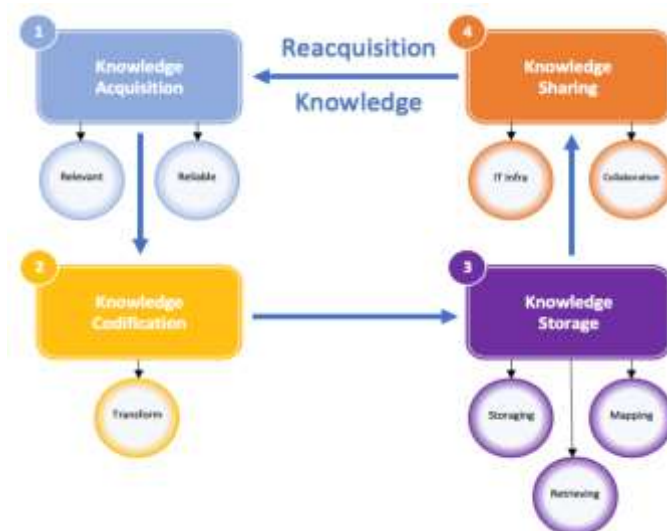 1
Knowledge
Acquisition
Relevant
Reliable
Reacquisition
Knowledge
4
Knowledge
Sharing
IT Infra
Collaboration
2
Knowledge
Codification
Transform
3
Knowledge
Storage
Storaging
Mapping
Retrieving